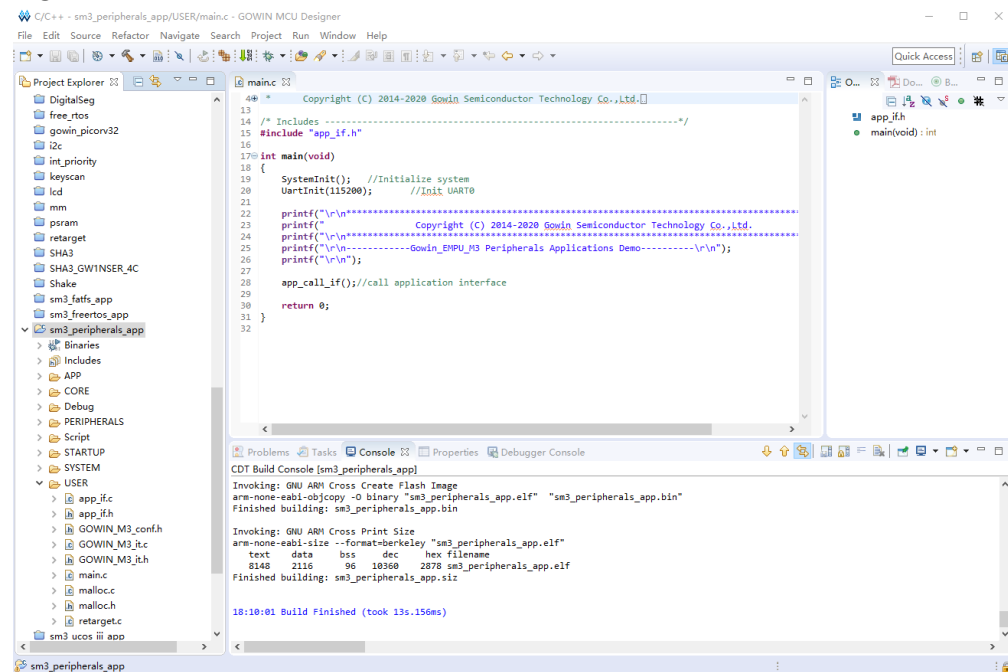 C/C++ - sm3_peripherals_app/USER/main.c - GOWIN MCU Designer
File Edit Source Refactor Navigate Search Project Run Window Help
Quick Access
Project Explorer
DigitalSeg
free_rtos
gowin_picorv32
i2c
int_priority
keyscan
lcd
mm
psram
retarget
SHA3
SHA3_GW1NSER_4C
Shake
sm3_fatfs_app
sm3_freertos_app
sm3_peripherals_app
Binaries
Includes
APP
CORE
Debug
PERIPHERALS
Script
STARTUP
SYSTEM
USER
app_if.c
app_if.h
GOWIN_M3_conf.h
GOWIN_M3_it.c
GOWIN_M3_it.h
main.c
malloc.c
malloc.h
retarget.c
sm3_ucos_iii_app
main.c
4 * Copyright (C) 2014-2020 Gowin Semiconductor Technology Co.,Ltd.
13
14 /* Includes ------------------------------------------------------------------*/
15 #include "app_if.h"
16
17 int main(void)
18 {
19 SystemInit(); //Initialize system
20 UartInit(115200); //Init UART0
21
22 printf("\r\n**********************************************************************
23 printf(" Copyright (C) 2014-2020 Gowin Semiconductor Technology Co.,Ltd.
24 printf("\r\n**********************************************************************
25 printf("\r\n------------Gowin_EMPU_M3 Peripherals Applications Demo----------\r\n");
26 printf("\r\n");
27
28 app_call_if();//call application interface
29
30 return 0;
31 }
32
O... Do... B...
app_if.h
main(void) : int
Problems Tasks Console Properties Debugger Console
CDT Build Console [sm3_peripherals_app]
Invoking: GNU ARM Cross Create Flash Image
arm-none-eabi-objcopy -O binary "sm3_peripherals_app.elf" "sm3_peripherals_app.bin"
Finished building: sm3_peripherals_app.bin
Invoking: GNU ARM Cross Print Size
arm-none-eabi-size --format=berkeley "sm3_peripherals_app.elf"
text data bss dec hex filename
8148 2116 96 10360 2878 sm3_peripherals_app.elf
Finished building: sm3_peripherals_app.siz
18:10:01 Build Finished (took 13s.156ms)
sm3_peripherals_app